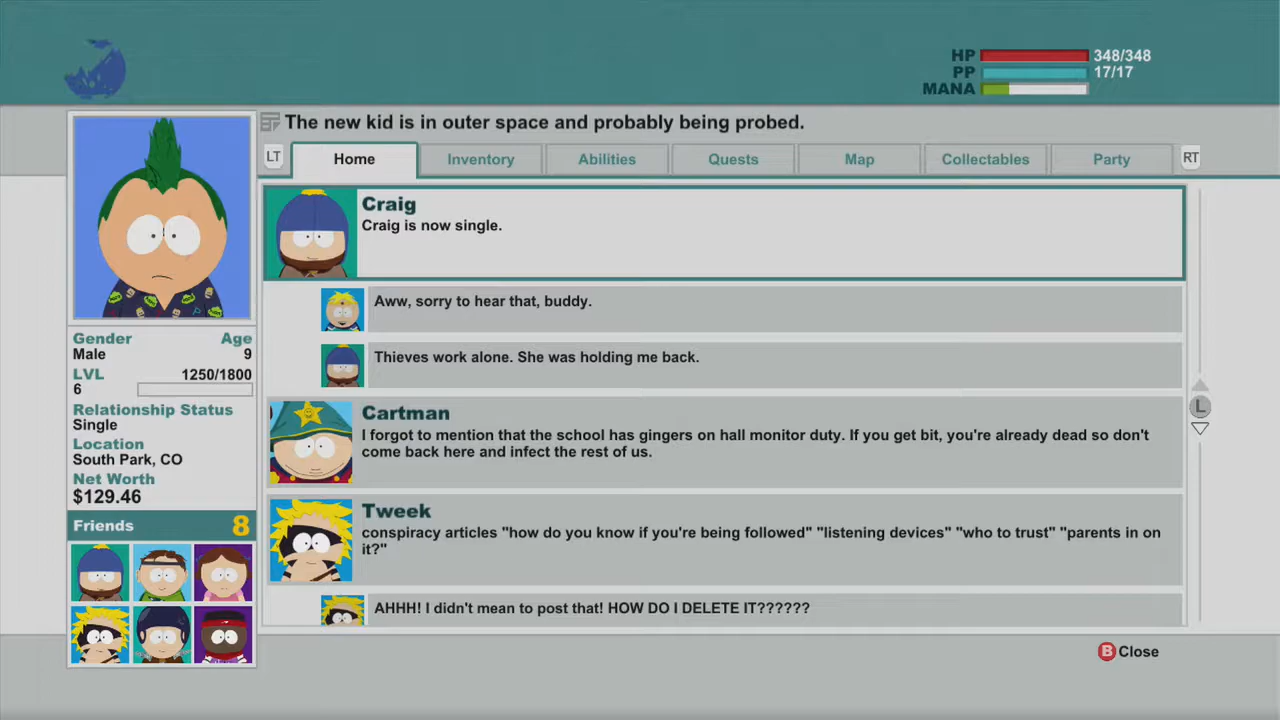 HP 348/348
PP 17/17
MANA
The new kid is in outer space and probably being probed.
LT Home Inventory Abilities Quests Map Collectables Party RT
Gender Age
Male 9
LVL 1250/1800
6
Relationship Status
Single
Location
South Park, CO
Net Worth
$129.46
Friends 8
Craig
Craig is now single.
Aww, sorry to hear that, buddy.
Thieves work alone. She was holding me back.
Cartman
I forgot to mention that the school has gingers on hall monitor duty. If you get bit, you're already dead so don't
come back here and infect the rest of us.
Tweek
conspiracy articles "how do you know if you're being followed" "listening devices" "who to trust" "parents in on
it?"
AHHH! I didn't mean to post that! HOW DO I DELETE IT??????
L
B Close